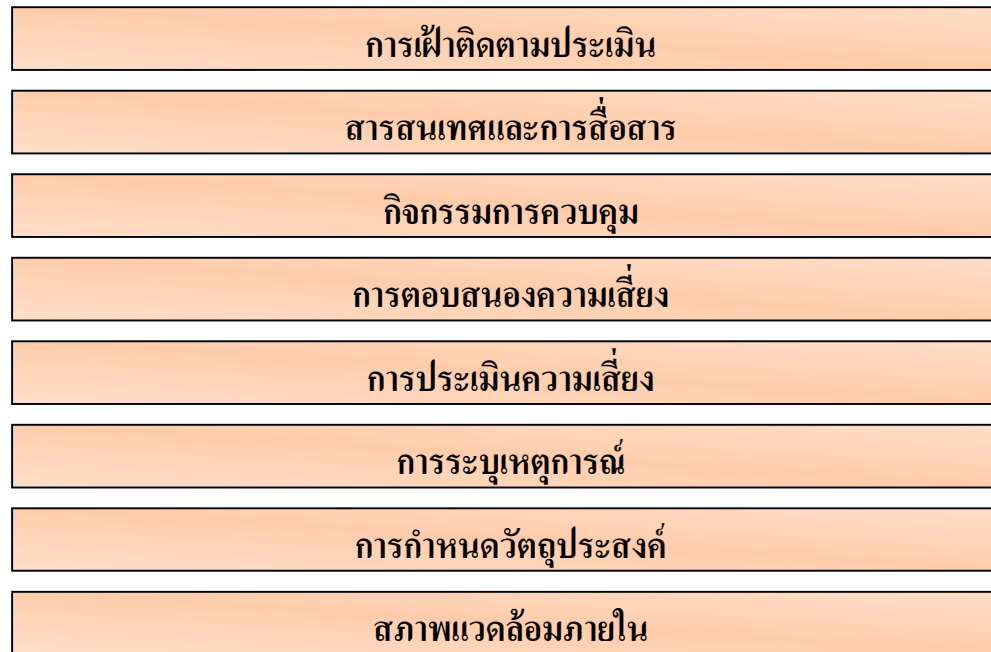 การเฝ้าติดตามประเมิน
สารสนเทศและการสื่อสาร
กิจกรรมการควบคุม
การตอบสนองความเสี่ยง
การประเมินความเสี่ยง
การระบุเหตุการณ์
การกำหนดวัตถุประสงค์
สภาพแวดล้อมภายใน